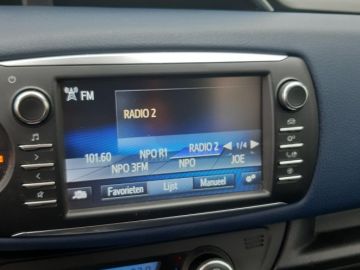 FM
RADIO 2
101.60 NPO R1 RADIO 2 1/4
NPO 3FM NPO JOE
Favorieten Lijst Manueel